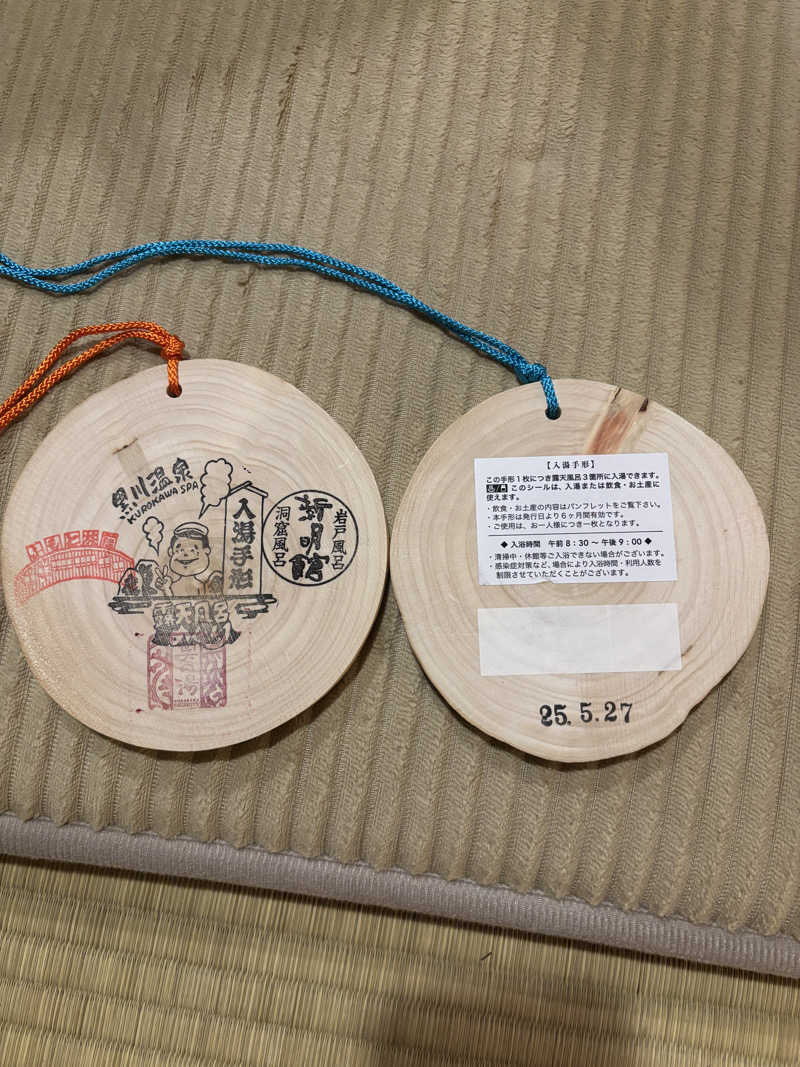 黒川温泉
KUROKAWA SPA
入湯手形
露天風呂
岩戸風呂
新明館
洞窟風呂
【入湯手形】
この手形1枚につき露天風呂3箇所に入湯できます。
このシールは、入湯または飲食・お土産に
使えます。
・飲食・お土産の内容はパンフレットをご覧下さい。
・本手形は発行日より6ヶ月間有効です。
・ご使用は、お一人様につき一枚となります。
◆ 入浴時間 午前8:30〜午後9:00 ◆
・清掃中・休館等ご入浴できない場合がございます。
・感染症対策など、場合により入浴時間・利用人数を
制限させていただくことがございます。
25.5.27